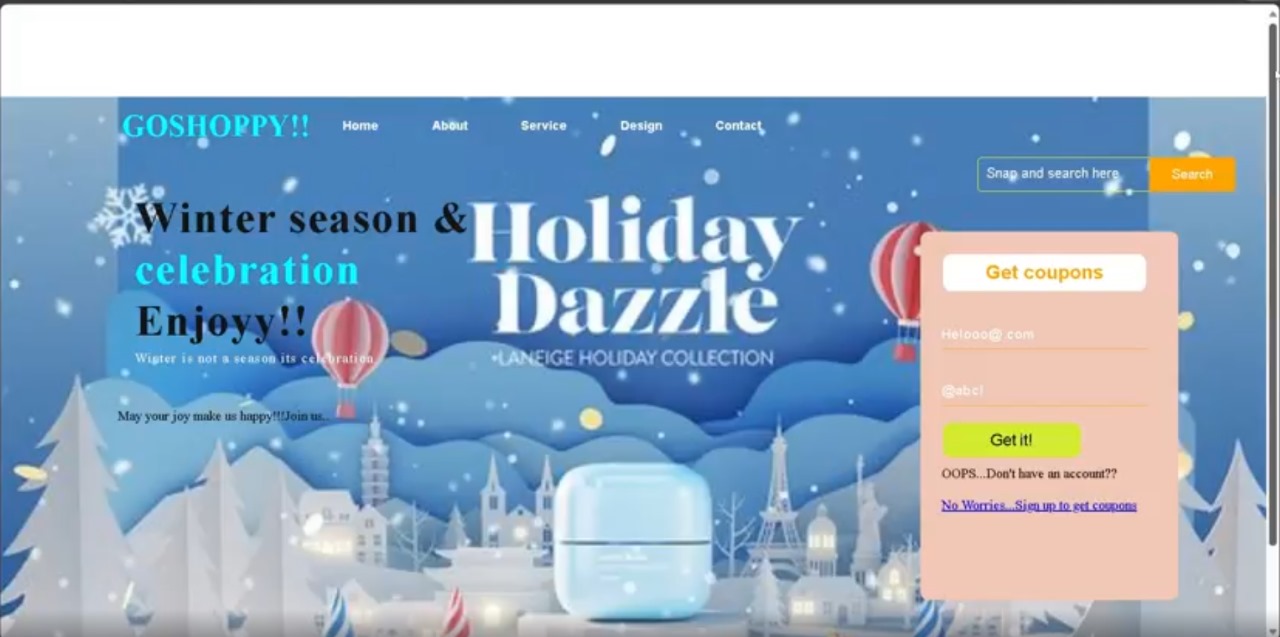 GOSHOPPY!! Home About Service Design Contact
Snap and search here Search
Winter season &
celebration
Enjoyy!!
Winter is not a season its celebration
May your joy make us happy!!!Join us..
Holiday
Dazzle
LANEIGE HOLIDAY COLLECTION
Get coupons
Helooo@.com
@abc!
Get it!
OOPS...Don't have an account??
No Worries...Sign up to get coupons